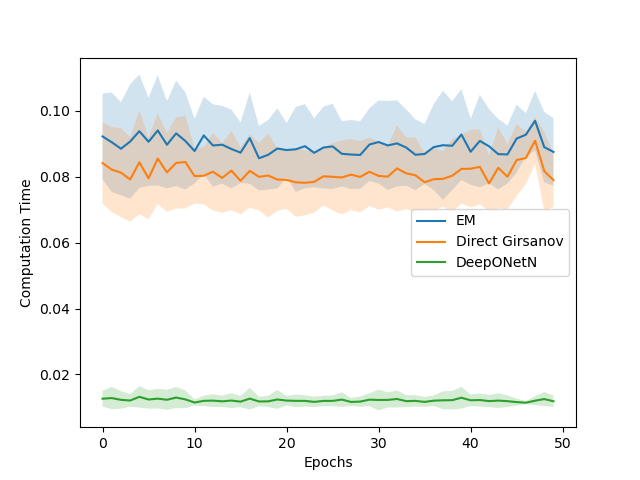 0.10
0.08
0.06
0.04
0.02
Computation Time
EM
Direct Girsanov
DeepONetN
0 10 20 30 40 50
Epochs